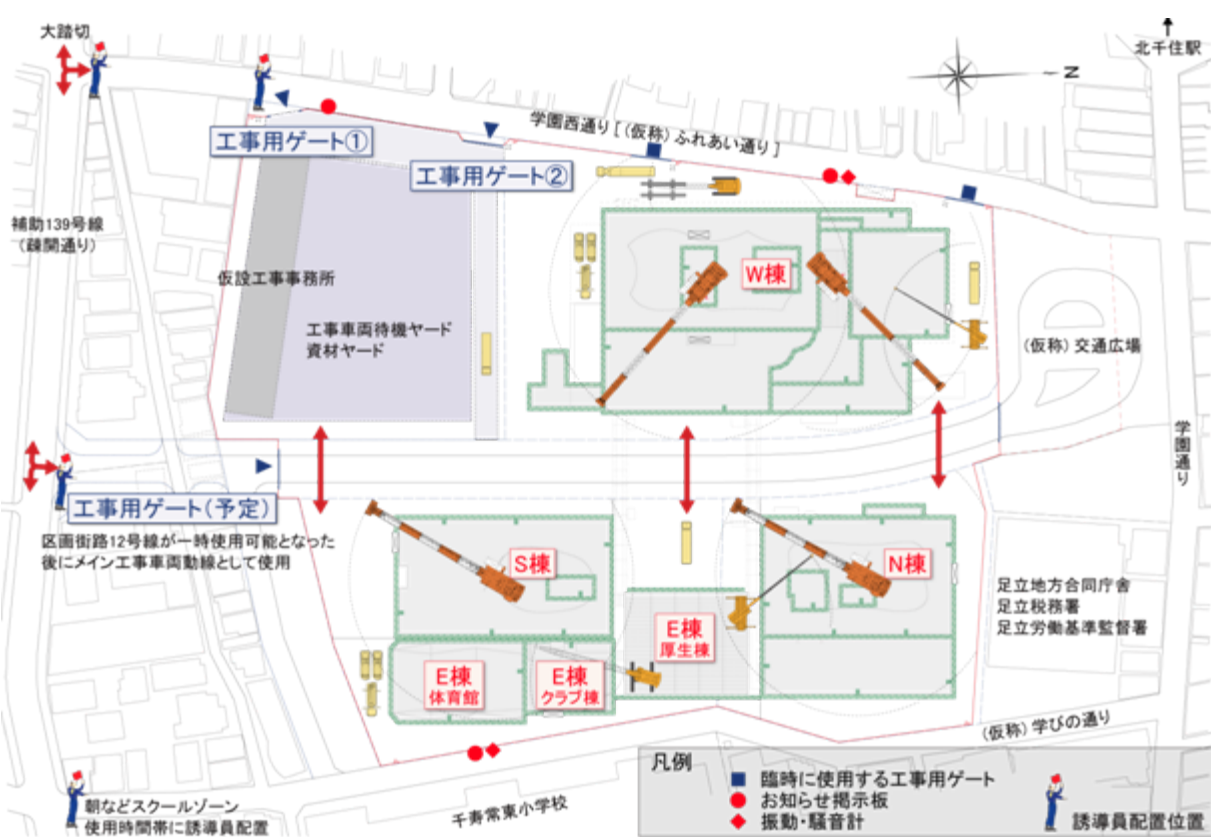 大踏切
北千住駅
N
学園西通り[(仮称)ふれあい通り]
工事用ゲート①
工事用ゲート②
補助139号線
(疎開通り)
仮設工事事務所
工事車両待機ヤード
資材ヤード
W棟
(仮称)交通広場
学園通り
工事用ゲート(予定)
区画街路12号線が一時使用可能となった
後にメイン工事車両動線として使用
S棟
N棟
E棟
厚生棟
E棟
体育館
E棟
クラブ棟
足立地方合同庁舎
足立税務署
足立労働基準監督署
(仮称)学びの通り
千寿常東小学校
朝などスクールゾーン
使用時間帯に誘導員配置
凡例
臨時に使用する工事用ゲート
お知らせ掲示板
振動・騒音計
誘導員配置位置